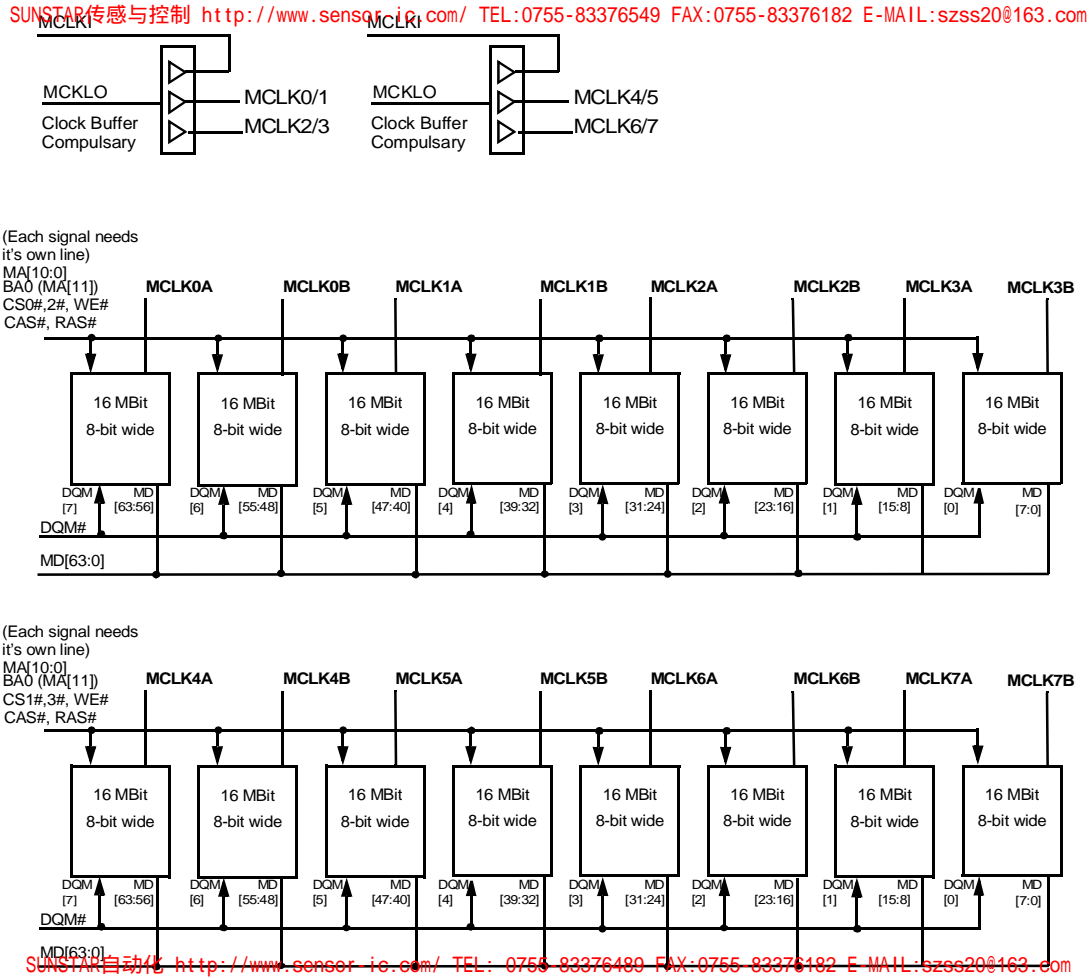 SUNSTAR传感与控制 http://www.sensor-ic.com/ TEL:0755-83376549 FAX:0755-83376182 E-MAIL:szss20@163.com
MCLKI MCLKI
MCKLO MCLK0/1 MCKLO MCLK4/5
Clock Buffer MCLK2/3 Clock Buffer MCLK6/7
Compulsary Compulsary
(Each signal needs
it's own line)
MA[10:0]
BA0 (MA[11]) MCLK0A MCLK0B MCLK1A MCLK1B MCLK2A MCLK2B MCLK3A MCLK3B
CS0#,2#, WE#
CAS#, RAS#
16 MBit 16 MBit 16 MBit 16 MBit 16 MBit 16 MBit 16 MBit 16 MBit
8-bit wide 8-bit wide 8-bit wide 8-bit wide 8-bit wide 8-bit wide 8-bit wide 8-bit wide
DQM MD DQM MD DQM MD DQM MD DQM MD DQM MD DQM MD DQM MD
[7] [63:56] [6] [55:48] [5] [47:40] [4] [39:32] [3] [31:24] [2] [23:16] [1] [15:8] [0] [7:0]
DQM#
MD[63:0]
(Each signal needs
it's own line)
MA[10:0]
BA0 (MA[11]) MCLK4A MCLK4B MCLK5A MCLK5B MCLK6A MCLK6B MCLK7A MCLK7B
CS1#,3#, WE#
CAS#, RAS#
16 MBit 16 MBit 16 MBit 16 MBit 16 MBit 16 MBit 16 MBit 16 MBit
8-bit wide 8-bit wide 8-bit wide 8-bit wide 8-bit wide 8-bit wide 8-bit wide 8-bit wide
DQM MD DQM MD DQM MD DQM MD DQM MD DQM MD DQM MD DQM MD
[7] [63:56] [6] [55:48] [5] [47:40] [4] [39:32] [3] [31:24] [2] [23:16] [1] [15:8] [0] [7:0]
DQM#
MD[63:0]
SUNSTAR自动化 http://www.sensor-ic.com/ TEL: 0755-83376489 FAX:0755-83376182 E-MAIL:szss20@163.com